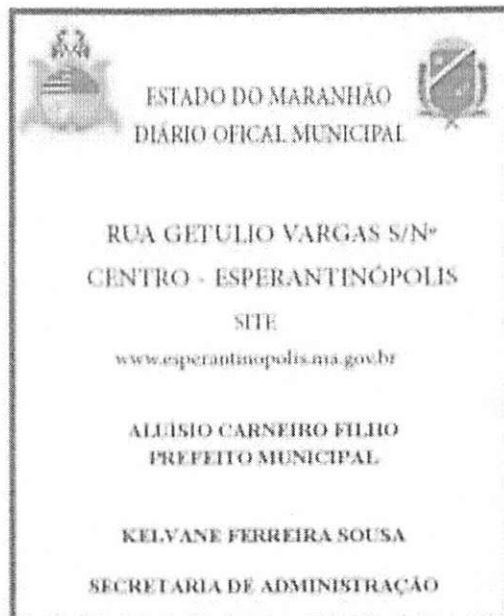 ESTADO DO MARANHÃO
DIÁRIO OFICAL MUNICIPAL
RUA GETULIO VARGAS S/Nº
CENTRO - ESPERANTINÓPOLIS
SITE
www.esperantinopolis.ma.gov.br
ALUISIO CARNEIRO FILHO
PREFEITO MUNICIPAL
KELVANE FERREIRA SOUSA
SECRETARIA DE ADMINISTRAÇÃO